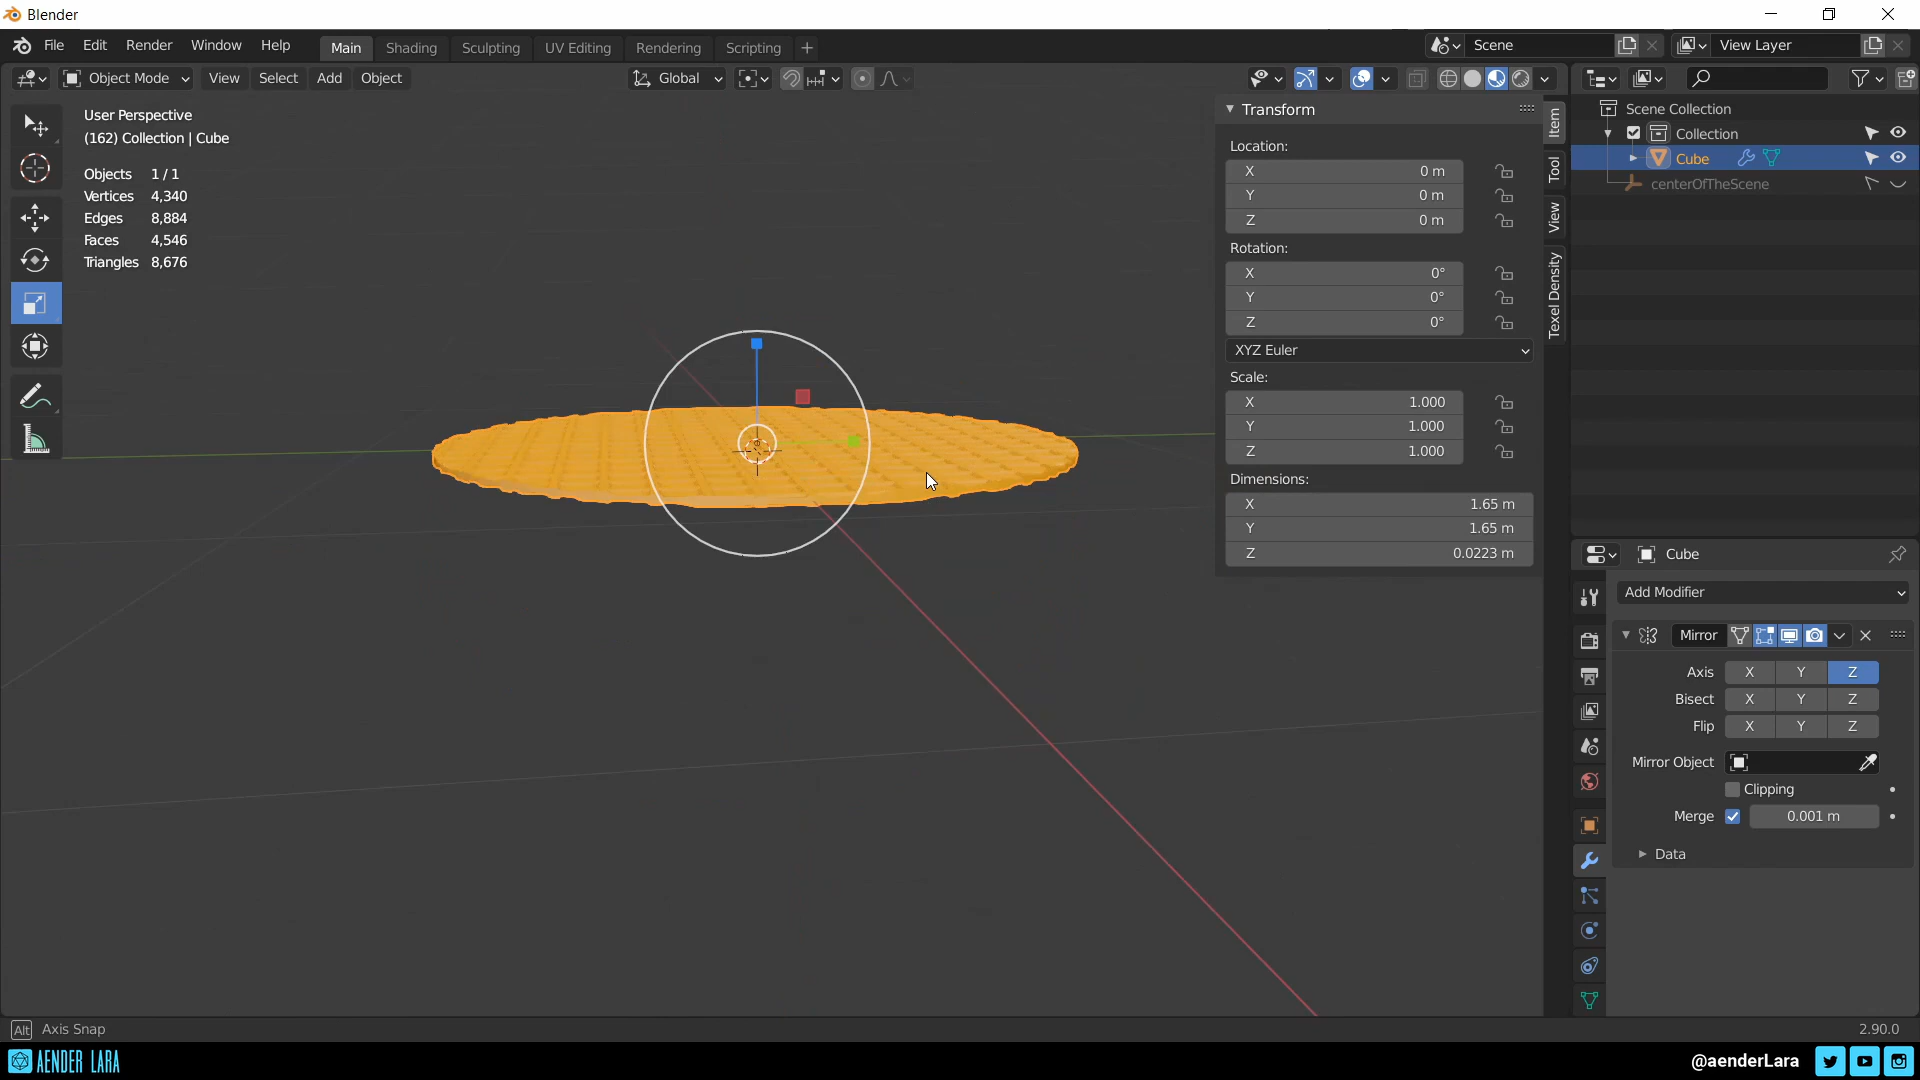 Blender
File Edit Render Window Help Main Shading Sculpting UV Editing Rendering Scripting +
Scene View Layer
Object Mode View Select Add Object Global
User Perspective
(162) Collection | Cube
Objects 1 / 1
Vertices 4,340
Edges 8,884
Faces 4,546
Triangles 8,676
Transform
Location:
X 0 m
Y 0 m
Z 0 m
Rotation:
X 0°
Y 0°
Z 0°
XYZ Euler
Scale:
X 1.000
Y 1.000
Z 1.000
Dimensions:
X 1.65 m
Y 1.65 m
Z 0.0223 m
Item
Tool
View
Texel Density
Scene Collection
Collection
Cube
centerOfTheScene
Cube
Add Modifier
Mirror
Axis X Y Z
Bisect X Y Z
Flip X Y Z
Mirror Object
Clipping
Merge 0.001 m
Data
Alt Axis Snap
2.90.0
AENDER LARA
@aenderLara